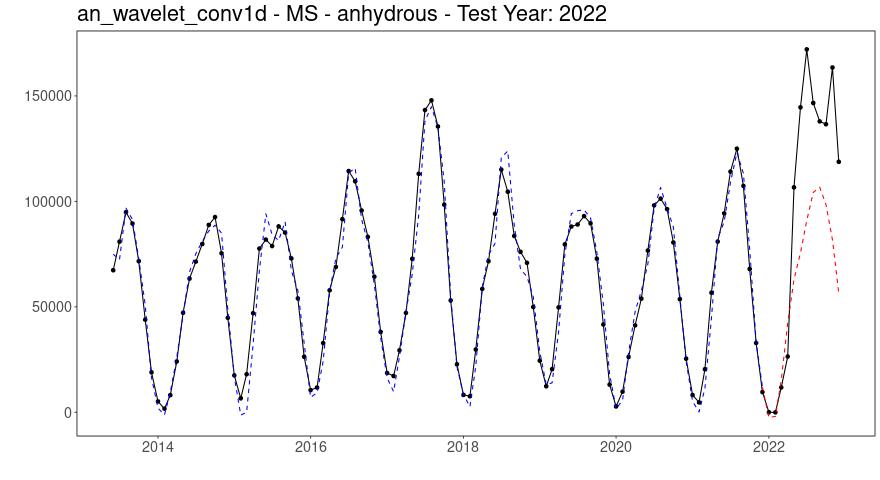 an_wavelet_conv1d - MS - anhydrous - Test Year: 2022
150000
100000
50000
0
2014 2016 2018 2020 2022